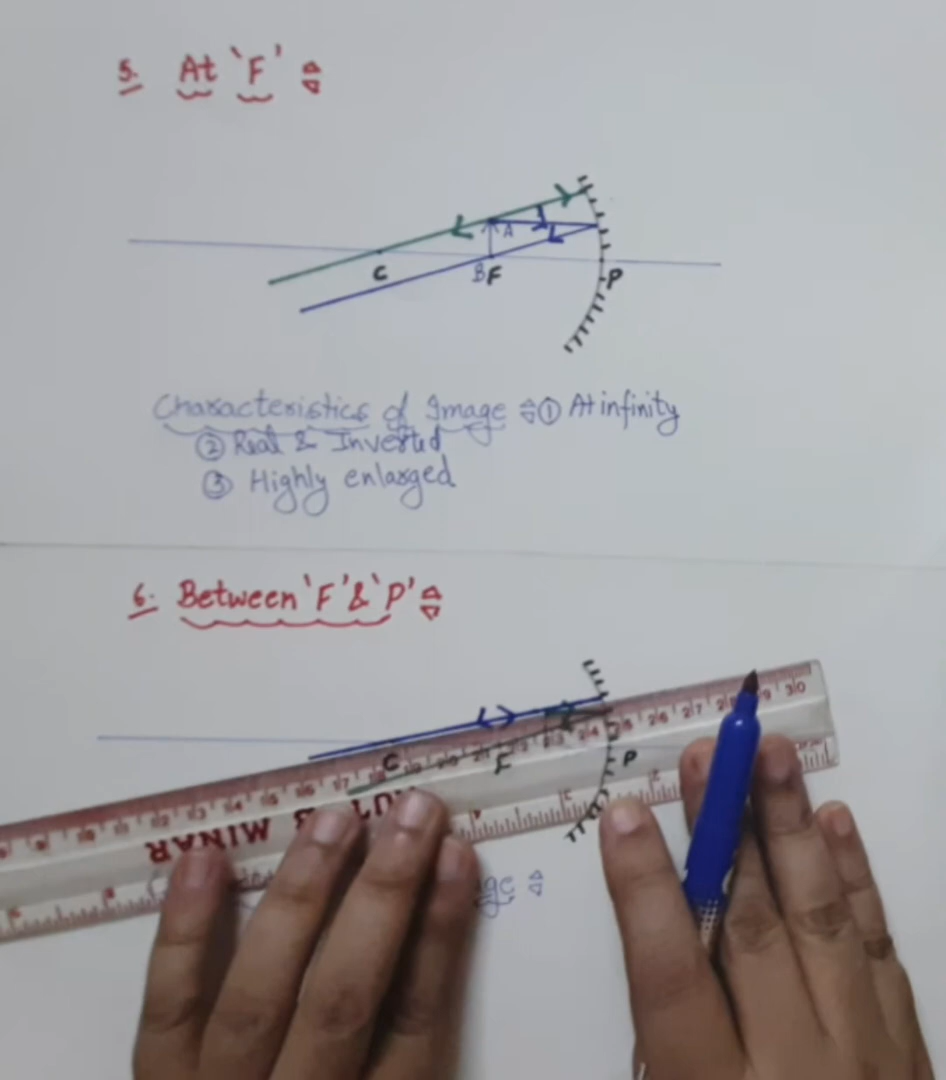 5. At 'F' :
A
C
B F
P
Characteristics of Image : ① At infinity
② Real & Inverted
③ Highly enlarged
6. Between 'F' & 'P' :
C
F
P
MINAR